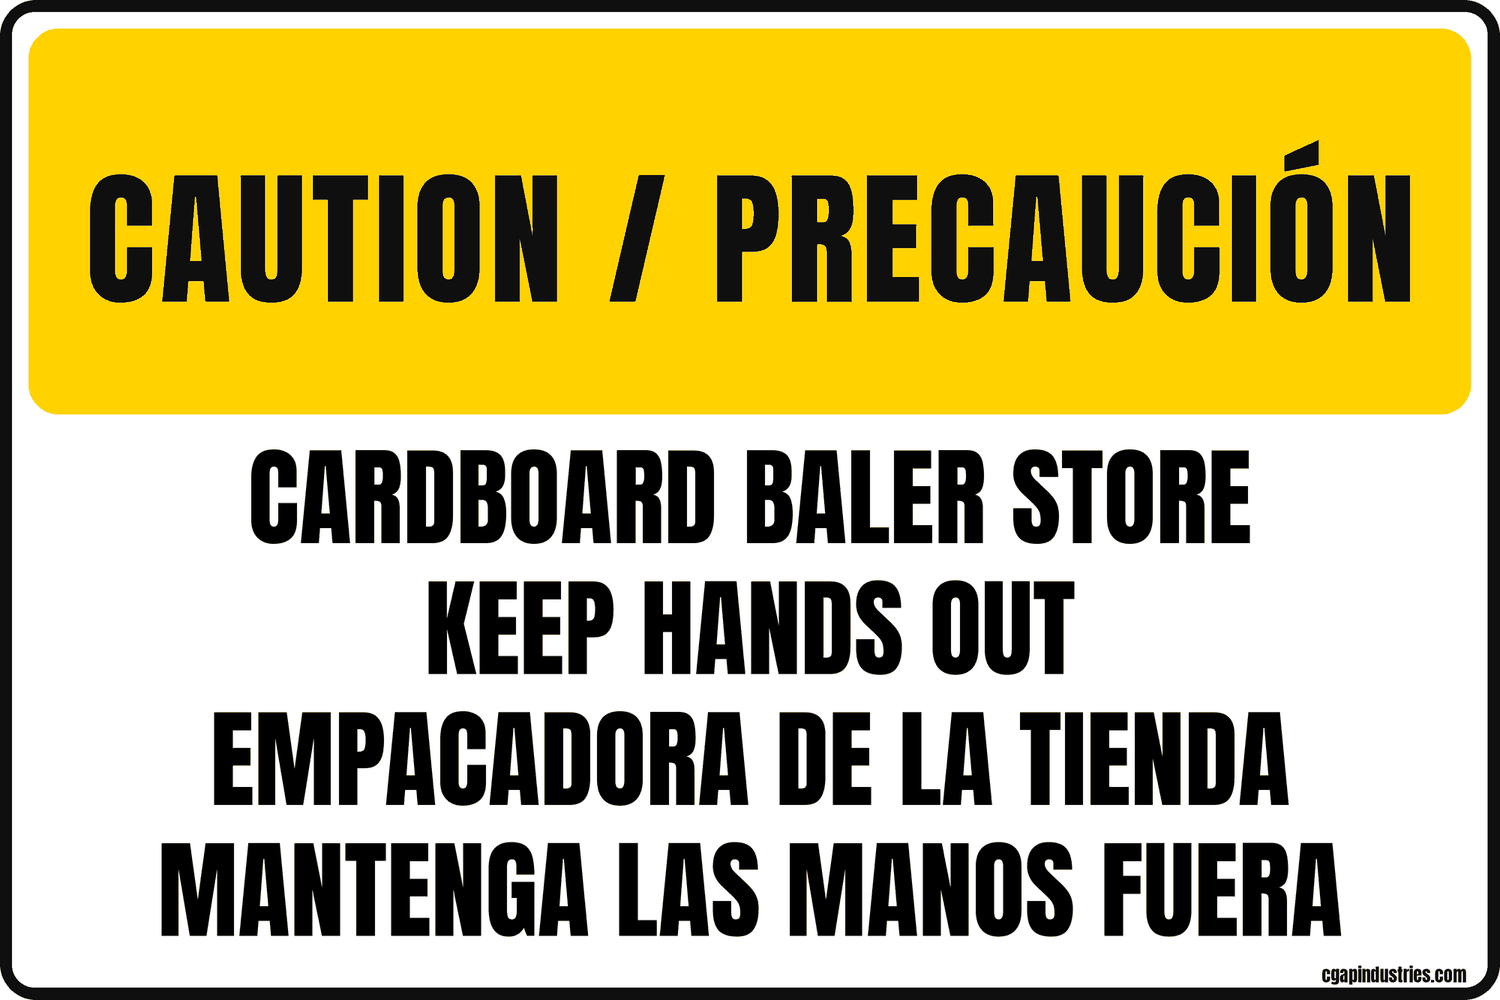 CAUTION / PRECAUCIÓN
CARDBOARD BALER STORE
KEEP HANDS OUT
EMPACADORA DE LA TIENDA
MANTENGA LAS MANOS FUERA
cgapindustries.com